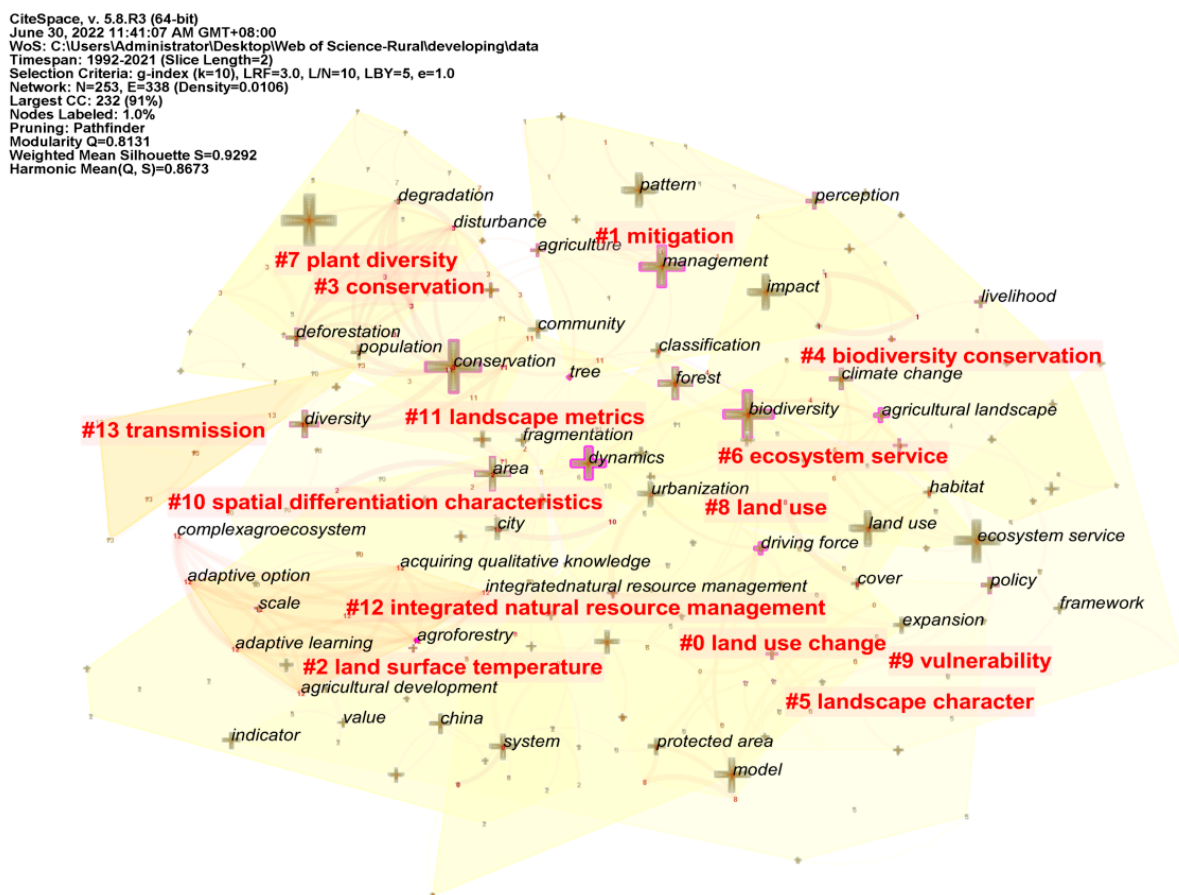 CiteSpace, v. 5.8.R3 (64-bit)
June 30, 2022 11:41:07 AM GMT+08:00
WoS: C:\Users\Administrator\Desktop\Web of Science-Rural\developing\data
Timespan: 1992-2021 (Slice Length=2)
Selection Criteria: g-index (k=10), LRF=3.0, L/N=10, LBY=5, e=1.0
Network: N=253, E=338 (Density=0.0106)
Largest CC: 232 (91%)
Nodes Labeled: 1.0%
Pruning: Pathfinder
Modularity Q=0.8131
Weighted Mean Silhouette S=0.9292
Harmonic Mean(Q, S)=0.8673
pattern
degradation
perception
disturbance
#1 mitigation
agriculture
#7 plant diversity
management
#3 conservation
impact
livelihood
community
deforestation
population
classification
#4 biodiversity conservation
conservation
tree
forest
climate change
#11 landscape metrics
biodiversity
agricultural landscape
diversity
#13 transmission
fragmentation
dynamics
#6 ecosystem service
area
urbanization
habitat
#10 spatial differentiation characteristics
#8 land use
complexagroecosystem
city
land use
ecosystem service
driving force
acquiring qualitative knowledge
adaptive option
integratednatural resource management
cover
policy
scale
#12 integrated natural resource management
framework
expansion
adaptive learning
agroforestry
#0 land use change
#2 land surface temperature
#9 vulnerability
agricultural development
#5 landscape character
value
china
indicator
system
protected area
model